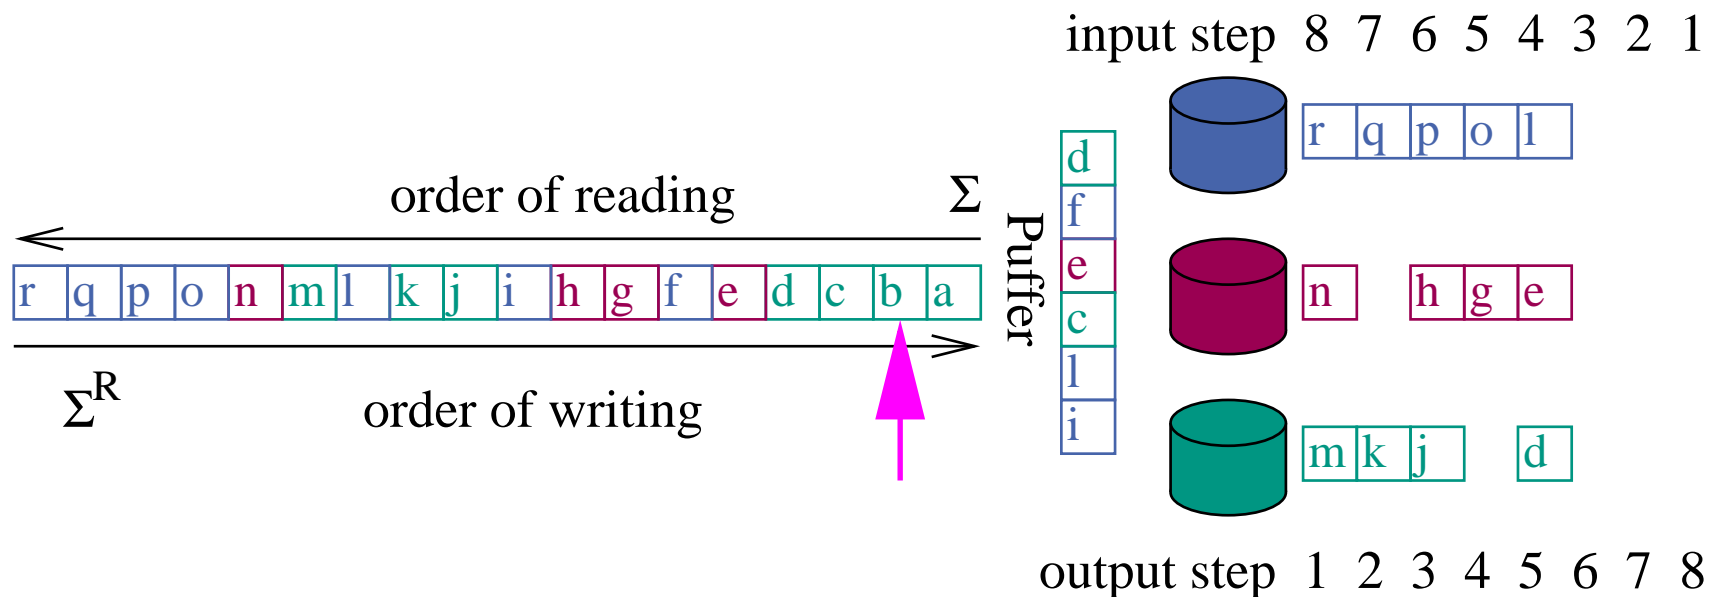 input step 8 7 6 5 4 3 2 1
r q p o l
order of reading Σ
r q p o n m l k j i h g f e d c b a
Σ^R order of writing
Puffer
d
f
e
c
l
i
n h g e
m k j d
output step 1 2 3 4 5 6 7 8